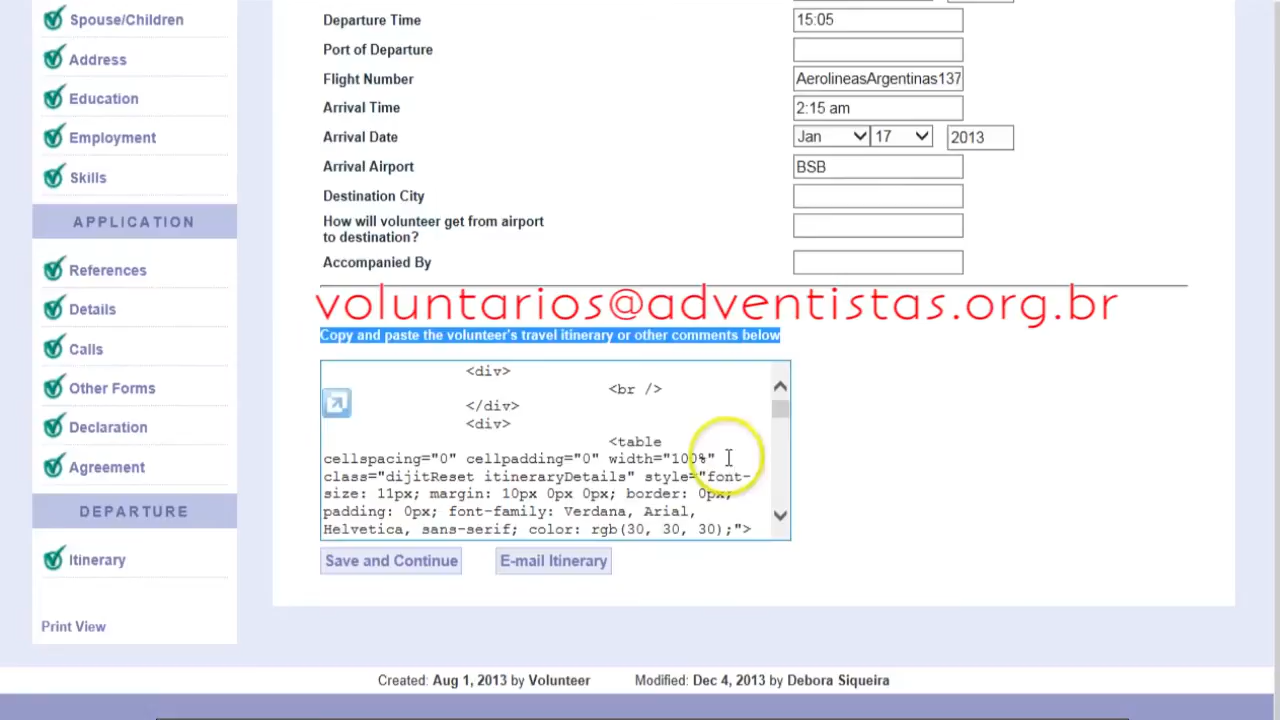 Spouse/Children
Address
Education
Employment
Skills
APPLICATION
References
Details
Calls
Other Forms
Declaration
Agreement
DEPARTURE
Itinerary
Print View
Departure Time 15:05
Port of Departure
Flight Number AerolineasArgentinas137
Arrival Time 2:15 am
Arrival Date Jan 17 2013
Arrival Airport BSB
Destination City
How will volunteer get from airport
to destination?
Accompanied By
voluntarios@adventistas.org.br
Copy and paste the volunteer's travel itinerary or other comments below
<div>
<br />
</div>
<div>
<table
cellspacing="0" cellpadding="0" width="100%"
class="dijitReset itineraryDetails" style="font-
size: 11px; margin: 10px 0px 0px; border: 0px;
padding: 0px; font-family: Verdana, Arial,
Helvetica, sans-serif; color: rgb(30, 30, 30);">
Save and Continue E-mail Itinerary
Created: Aug 1, 2013 by Volunteer Modified: Dec 4, 2013 by Debora Siqueira